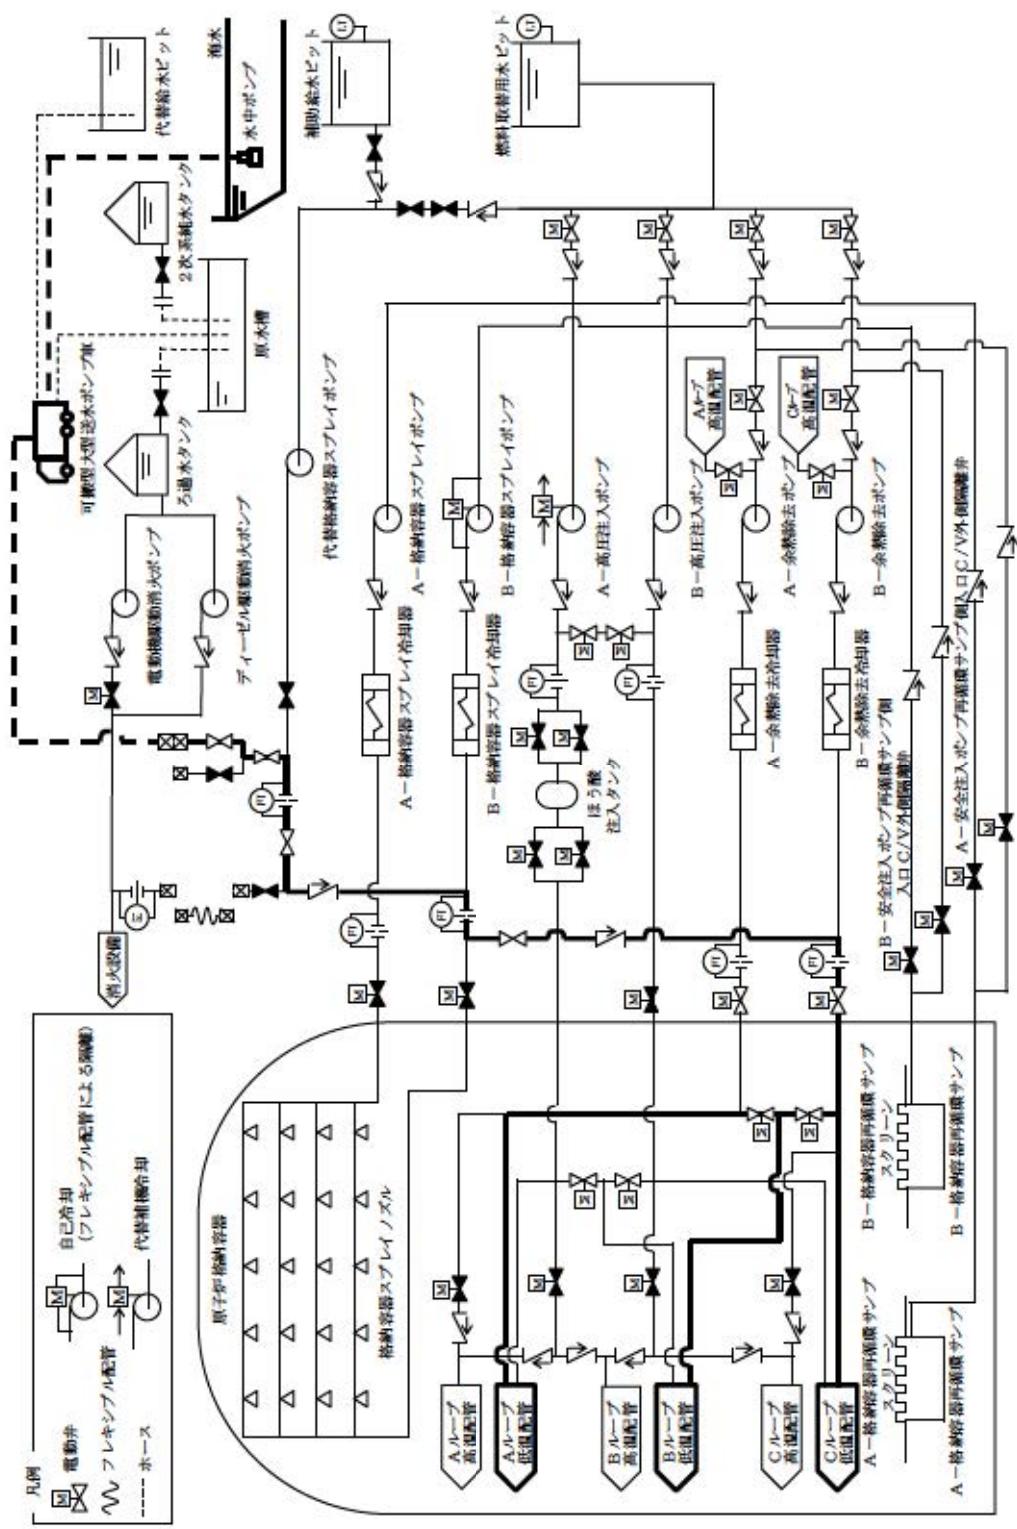 凡例
電動弁
フレキシブル配管
ホース
自己冷却
(フレキシブル配管による隔離)
代替補機冷却
M
M
M
消火設備
電動機駆動消火ポンプ
ディーゼル駆動消火ポンプ
ろ過水タンク
可搬型大型送水ポンプ車
原水槽
2次系純水タンク
代替給水ピット
海水
水中ポンプ
補助給水ピット
LI
燃料取替用水ピット
LI
代替格納容器スプレイポンプ
A-格納容器スプレイポンプ
B-格納容器スプレイポンプ
A-高圧注入ポンプ
B-高圧注入ポンプ
A-余熱除去ポンプ
B-余熱除去ポンプ
Aループ
高温配管
Cループ
高温配管
A-格納容器スプレイ冷却器
B-格納容器スプレイ冷却器
ほう酸
注入タンク
A-余熱除去冷却器
B-余熱除去冷却器
FI
FI
FI
FI
FI
FI
FI
B-安全注入ポンプ再循環サンプ側
入口C/V外側隔離弁
A-安全注入ポンプ再循環サンプ側入口C/V外側隔離弁
原子炉格納容器
格納容器スプレイノズル
Aループ
高温配管
Aループ
低温配管
Bループ
高温配管
Bループ
低温配管
Cループ
高温配管
Cループ
低温配管
B-格納容器再循環サンプ
スクリーン
B-格納容器再循環サンプ
A-格納容器再循環サンプ
スクリーン
A-格納容器再循環サンプ